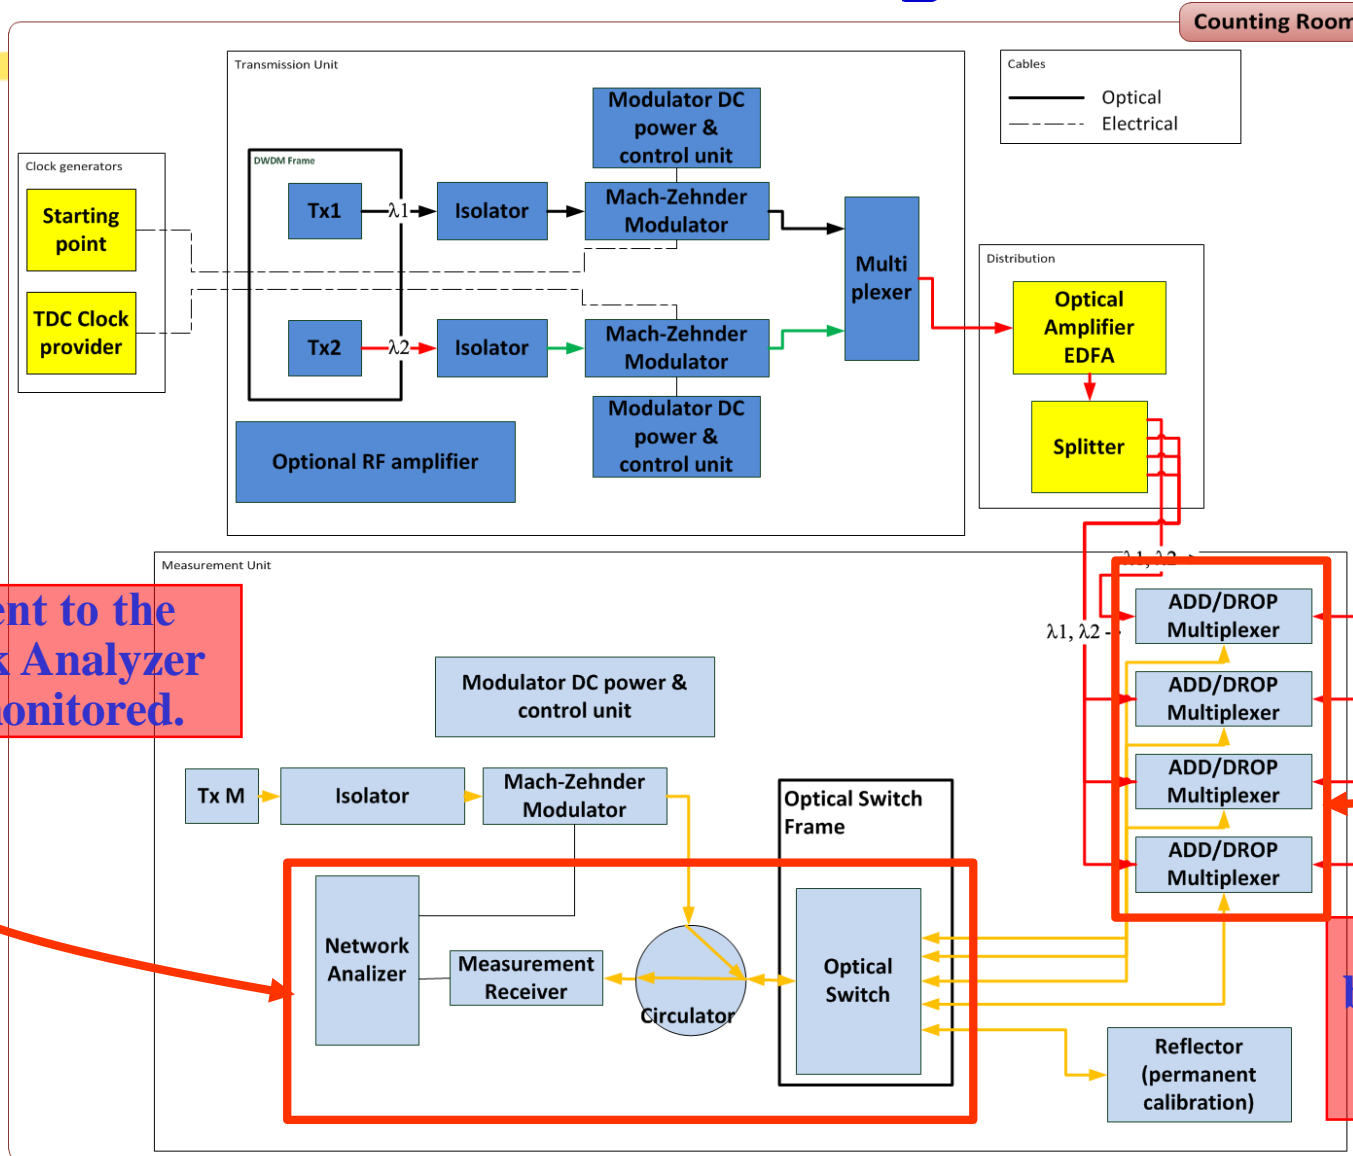 Counting Room
Transmission Unit
Cables
Optical
Electrical
Clock generators
Starting
point
TDC Clock
provider
DWDM Frame
Tx1
λ1
Isolator
Modulator DC
power &
control unit
Mach-Zehnder
Modulator
Multi
plexer
Tx2
λ2
Isolator
Mach-Zehnder
Modulator
Modulator DC
power &
control unit
Optional RF amplifier
Distribution
Optical
Amplifier
EDFA
Splitter
λ1, λ2
λ1, λ2
Measurement Unit
ent to the
k Analyzer
onitored.
Modulator DC power &
control unit
Tx M
Isolator
Mach-Zehnder
Modulator
Optical Switch
Frame
ADD/DROP
Multiplexer
ADD/DROP
Multiplexer
ADD/DROP
Multiplexer
ADD/DROP
Multiplexer
Network
Analizer
Measurement
Receiver
Circulator
Optical
Switch
Reflector
(permanent
calibration)